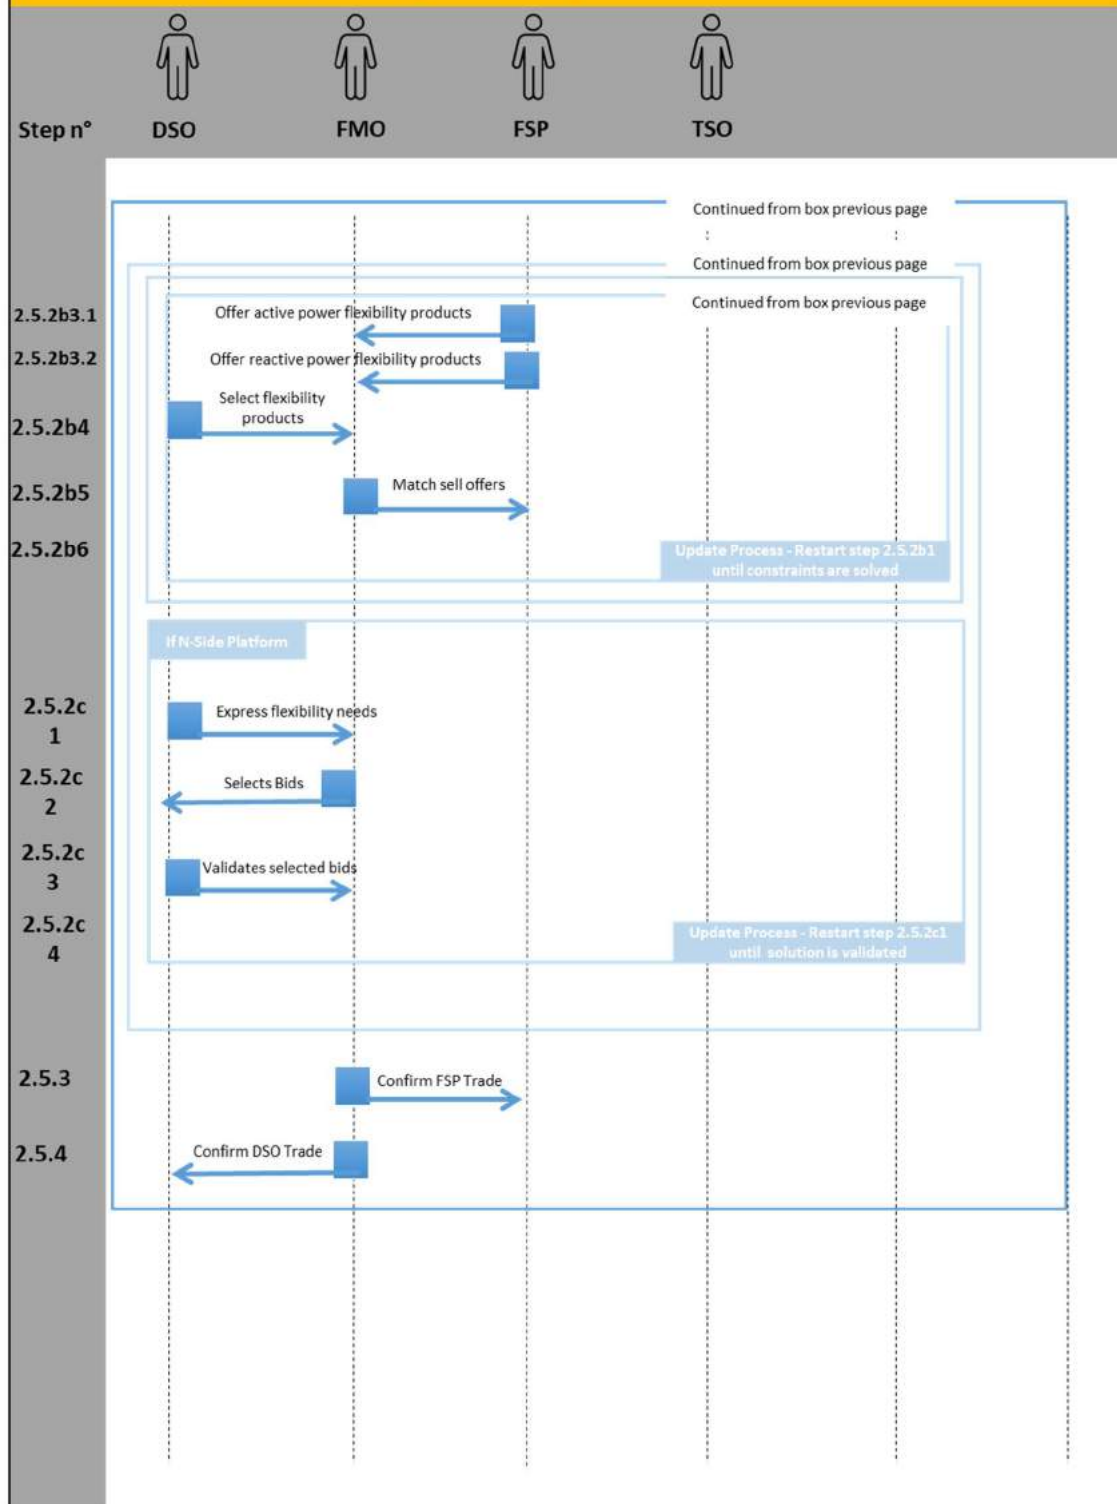 Step n°
DSO
FMO
FSP
TSO
Continued from box previous page
Continued from box previous page
Continued from box previous page
2.5.2b3.1
Offer active power flexibility products
2.5.2b3.2
Offer reactive power flexibility products
Select flexibility
products
2.5.2b4
2.5.2b5
Match sell offers
2.5.2b6
Update Process - Restart step 2.5.2b1
until constraints are solved
If N-Side Platform
2.5.2c
1
Express flexibility needs
2.5.2c
2
Selects Bids
2.5.2c
3
Validates selected bids
2.5.2c
4
Update Process - Restart step 2.5.2c1
until solution is validated
2.5.3
Confirm FSP Trade
2.5.4
Confirm DSO Trade